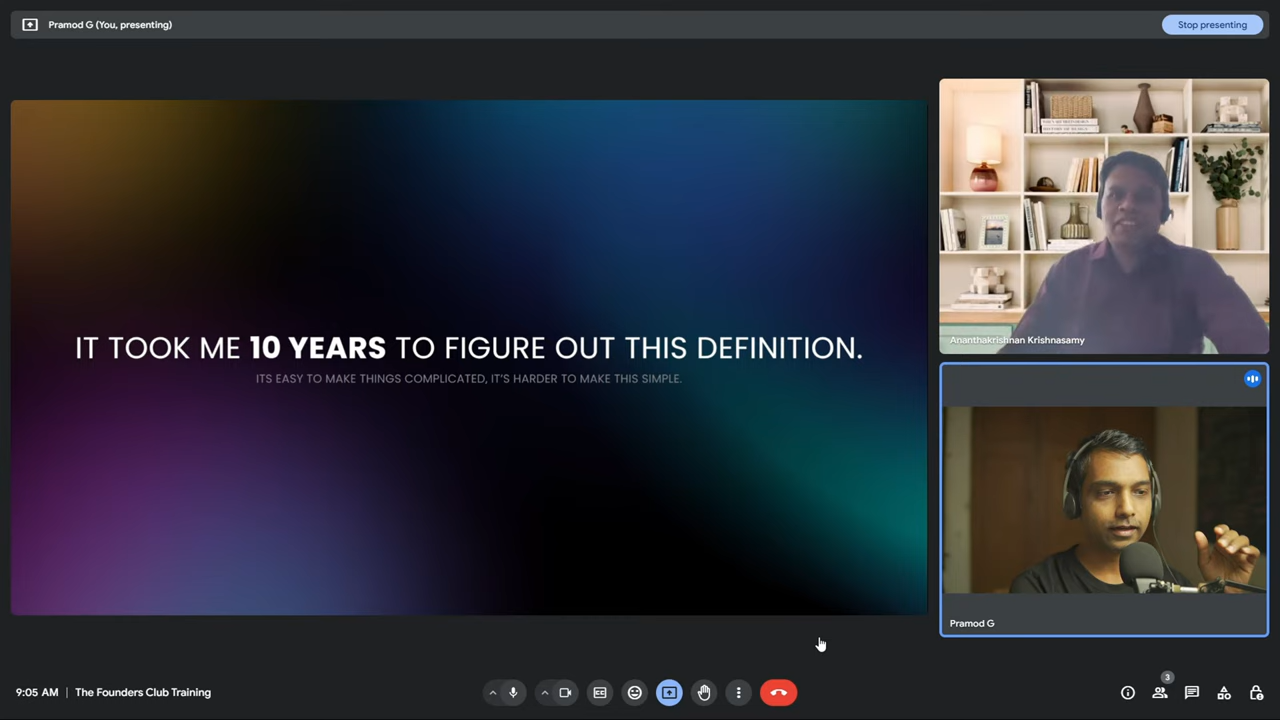 Pramod G (You, presenting)
Stop presenting
IT TOOK ME 10 YEARS TO FIGURE OUT THIS DEFINITION.
ITS EASY TO MAKE THINGS COMPLICATED, IT'S HARDER TO MAKE THIS SIMPLE.
Ananthakrishnan Krishnasamy
Pramod G
9:05 AM | The Founders Club Training
3